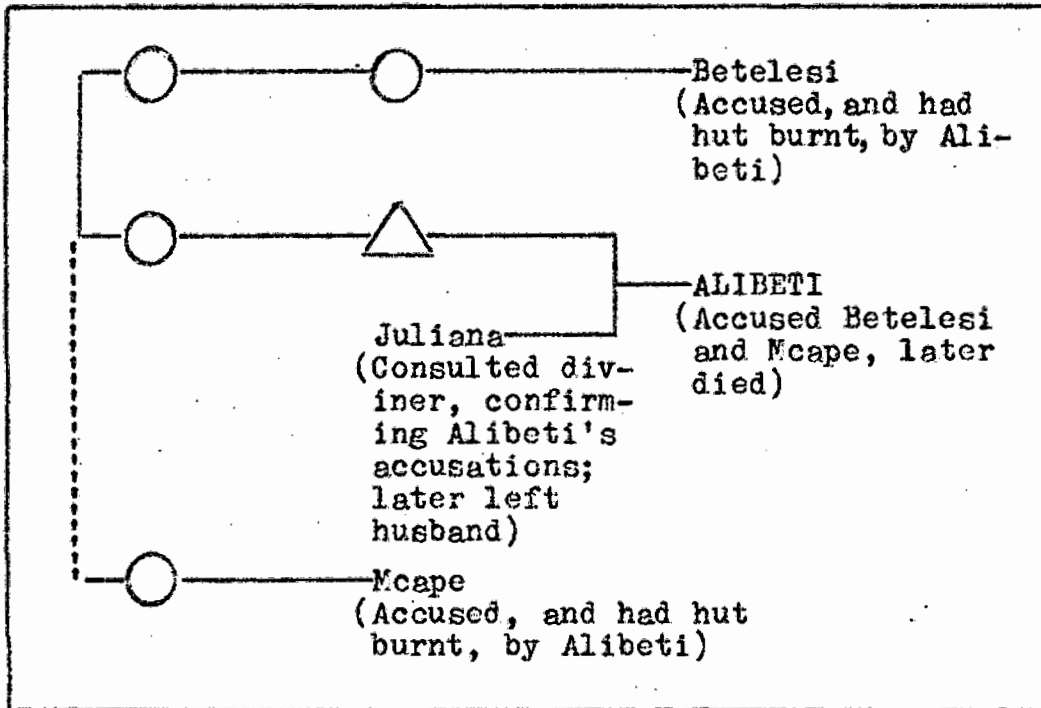 Betelesi
(Accused, and had
hut burnt, by Ali-
beti)
ALIBETI
(Accused Betelesi
and Mcape, later
died)
Juliana
(Consulted div-
iner, confirm-
ing Alibeti's
accusations;
later left
husband)
Mcape
(Accused, and had hut
burnt, by Alibeti)